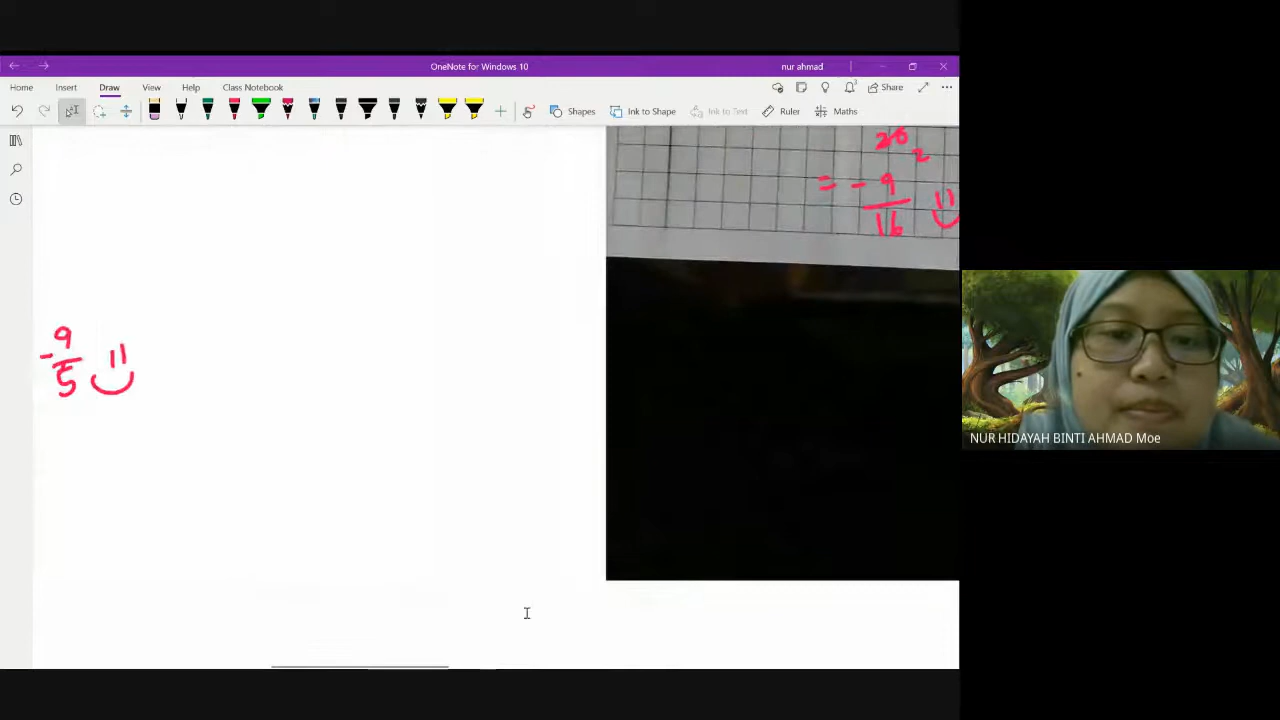 OneNote for Windows 10
nur ahmad
Home Insert Draw View Help Class Notebook
Share
Shapes Ink to Shape Ink to Text Ruler Maths
20
2
= - 9
16
- 9
5
NUR HIDAYAH BINTI AHMAD Moe